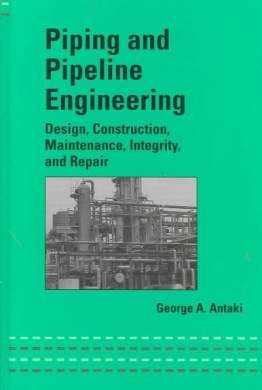 Piping and
Pipeline
Engineering
Design, Construction,
Maintenance, Integrity,
and Repair
George A. Antaki